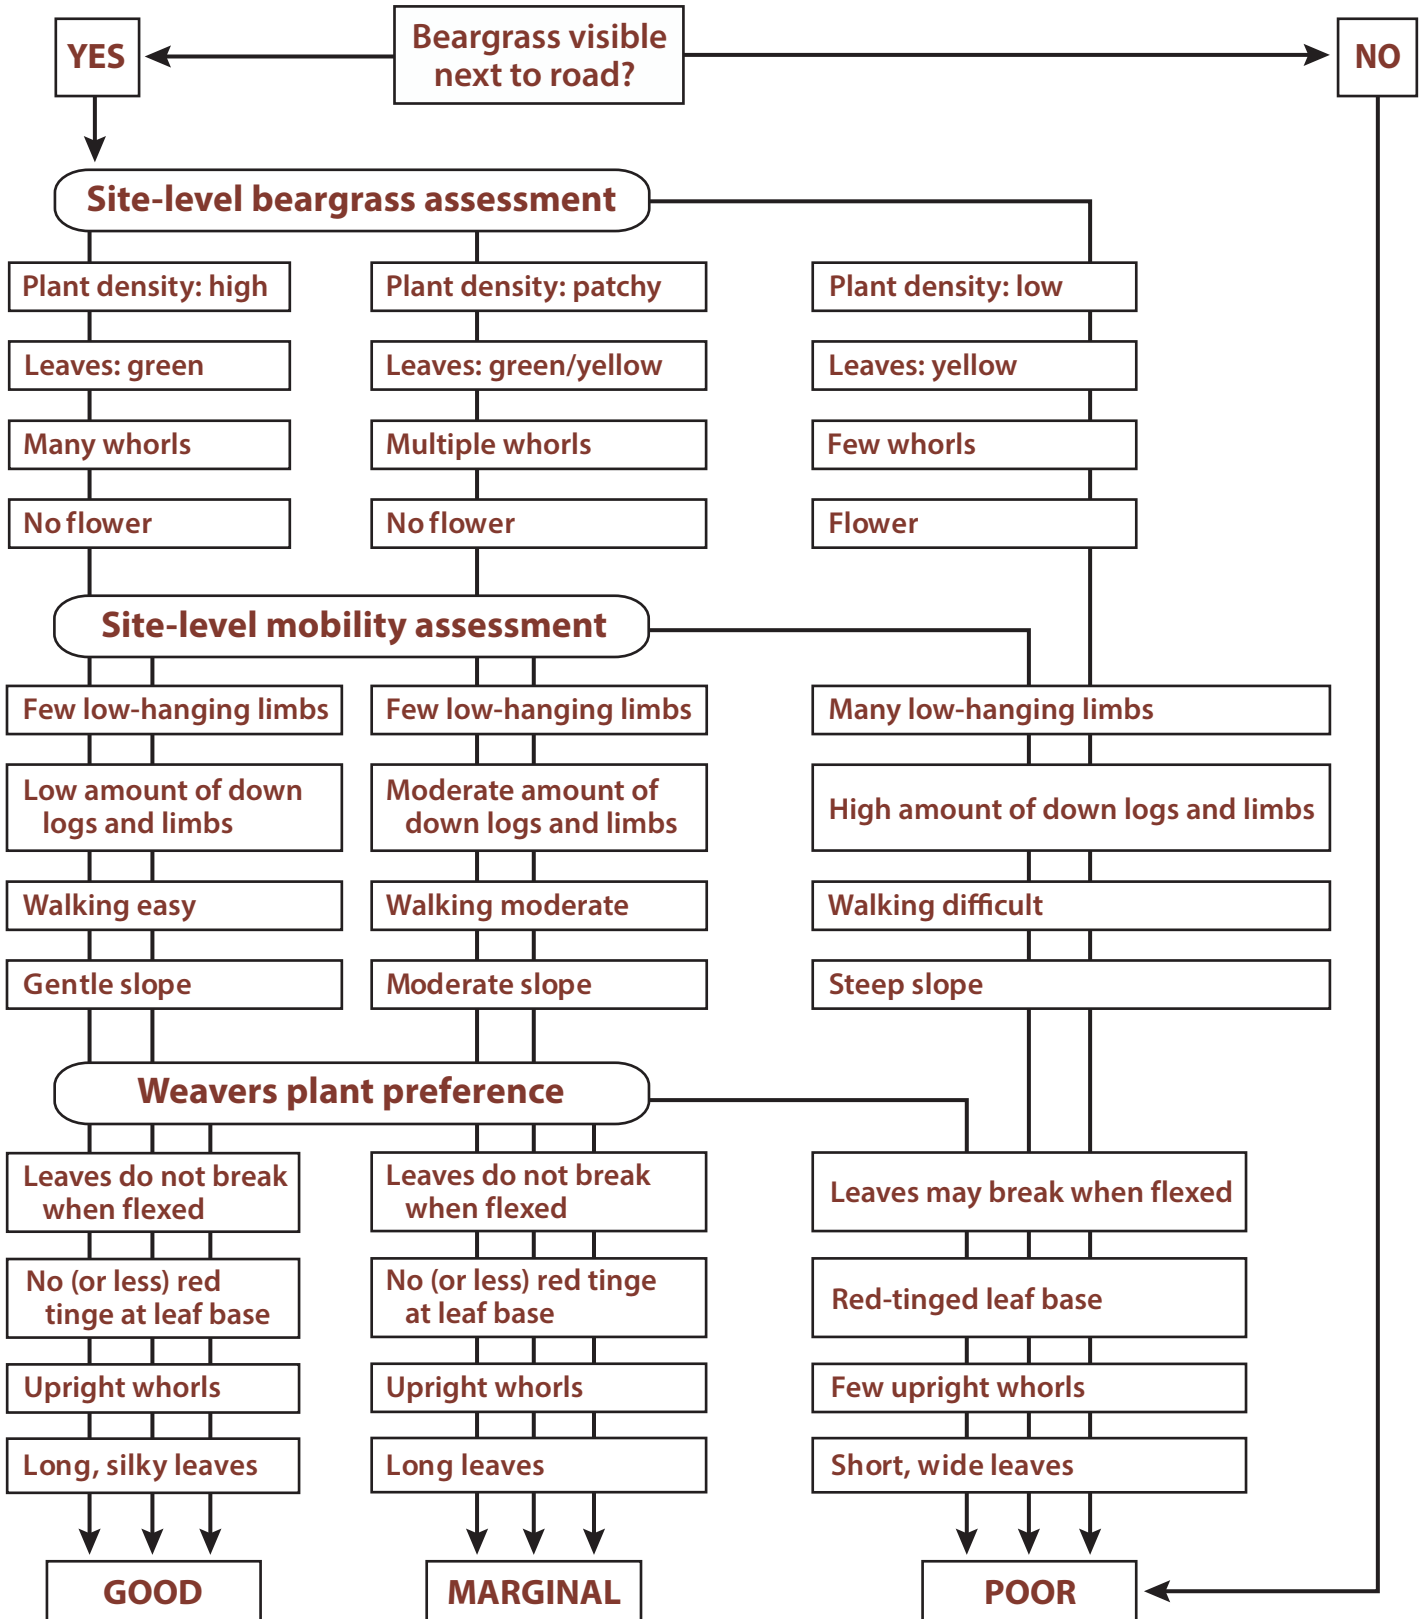 YES
Beargrass visible
next to road?
NO
Site-level beargrass assessment
Plant density: high
Plant density: patchy
Plant density: low
Leaves: green
Leaves: green/yellow
Leaves: yellow
Many whorls
Multiple whorls
Few whorls
No flower
No flower
Flower
Site-level mobility assessment
Few low-hanging limbs
Few low-hanging limbs
Many low-hanging limbs
Low amount of down
logs and limbs
Moderate amount of
down logs and limbs
High amount of down logs and limbs
Walking easy
Walking moderate
Walking difficult
Gentle slope
Moderate slope
Steep slope
Weavers plant preference
Leaves do not break
when flexed
Leaves do not break
when flexed
Leaves may break when flexed
No (or less) red
tinge at leaf base
No (or less) red tinge
at leaf base
Red-tinged leaf base
Upright whorls
Upright whorls
Few upright whorls
Long, silky leaves
Long leaves
Short, wide leaves
GOOD
MARGINAL
POOR